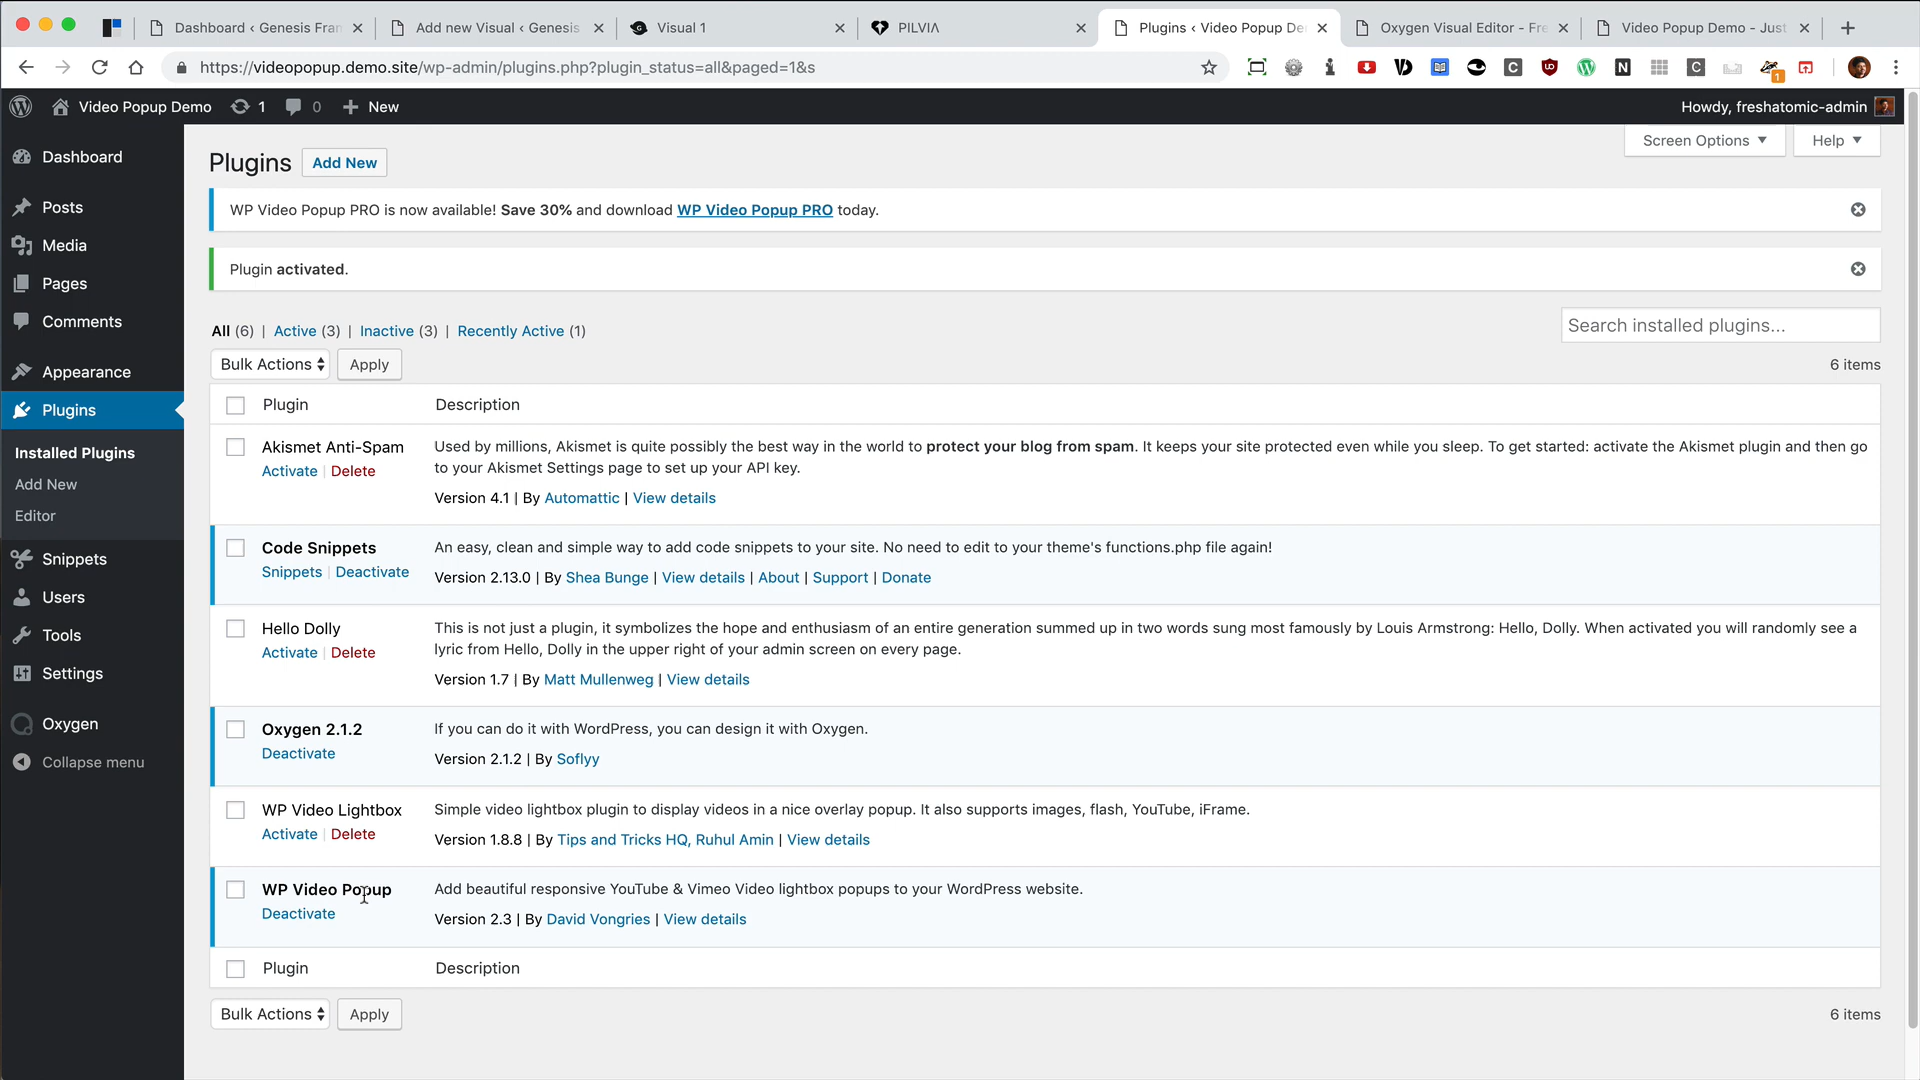 Dashboard ‹ Genesis Fran
Add new Visual ‹ Genesis
Visual 1
PILVIA
Plugins ‹ Video Popup De
Oxygen Visual Editor - Fre
Video Popup Demo - Just
https://videopopup.demo.site/wp-admin/plugins.php?plugin_status=all&paged=1&s
Video Popup Demo
1
0
New
Howdy, freshatomic-admin
Dashboard
Posts
Media
Pages
Comments
Appearance
Plugins
Installed Plugins
Add New
Editor
Snippets
Users
Tools
Settings
Oxygen
Collapse menu
Screen Options
Help
Plugins
Add New
WP Video Popup PRO is now available! Save 30% and download WP Video Popup PRO today.
Plugin activated.
All (6) | Active (3) | Inactive (3) | Recently Active (1)
Search installed plugins...
Bulk Actions
Apply
6 items
Plugin
Description
Akismet Anti-Spam
Activate | Delete
Used by millions, Akismet is quite possibly the best way in the world to protect your blog from spam. It keeps your site protected even while you sleep. To get started: activate the Akismet plugin and then go
to your Akismet Settings page to set up your API key.
Version 4.1 | By Automattic | View details
Code Snippets
Snippets | Deactivate
An easy, clean and simple way to add code snippets to your site. No need to edit to your theme's functions.php file again!
Version 2.13.0 | By Shea Bunge | View details | About | Support | Donate
Hello Dolly
Activate | Delete
This is not just a plugin, it symbolizes the hope and enthusiasm of an entire generation summed up in two words sung most famously by Louis Armstrong: Hello, Dolly. When activated you will randomly see a
lyric from Hello, Dolly in the upper right of your admin screen on every page.
Version 1.7 | By Matt Mullenweg | View details
Oxygen 2.1.2
Deactivate
If you can do it with WordPress, you can design it with Oxygen.
Version 2.1.2 | By Soflyy
WP Video Lightbox
Activate | Delete
Simple video lightbox plugin to display videos in a nice overlay popup. It also supports images, flash, YouTube, iFrame.
Version 1.8.8 | By Tips and Tricks HQ, Ruhul Amin | View details
WP Video Popup
Deactivate
Add beautiful responsive YouTube & Vimeo Video lightbox popups to your WordPress website.
Version 2.3 | By David Vongries | View details
Plugin
Description
Bulk Actions
Apply
6 items